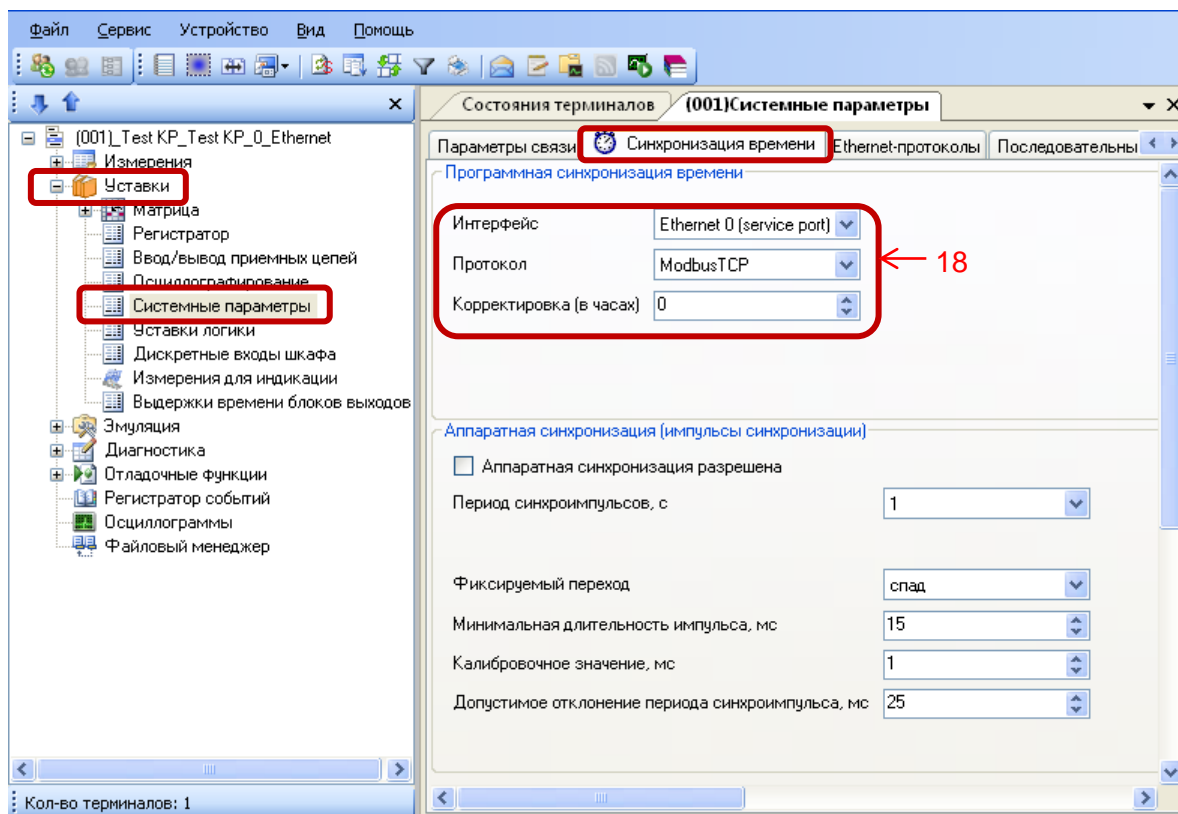 Файл Сервис Устройство Вид Помощь
Состояния терминалов (001)Системные параметры
(001)_Test KP_Test KP_0_Ethernet
Измерения
Уставки
Матрица
Регистратор
Ввод/вывод приемных цепей
Осциллографирование
Системные параметры
Уставки логики
Дискретные входы шкафа
Измерения для индикации
Выдержки времени блоков выходов
Эмуляция
Диагностика
Отладочные функции
Регистратор событий
Осциллограммы
Файловый менеджер
Кол-во терминалов: 1
Параметры связи Синхронизация времени Ethernet-протоколы Последовательны
Программная синхронизация времени
Интерфейс Ethernet 0 (service port)
Протокол ModbusTCP
Корректировка (в часах) 0
18
Аппаратная синхронизация (импульсы синхронизации)
Аппаратная синхронизация разрешена
Период синхроимпульсов, с 1
Фиксируемый переход спад
Минимальная длительность импульса, мс 15
Калибровочное значение, мс 1
Допустимое отклонение периода синхроимпульса, мс 25